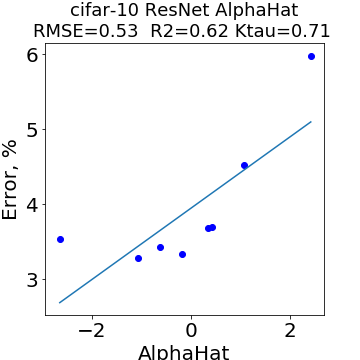 cifar-10 ResNet AlphaHat
RMSE=0.53 R2=0.62 Ktau=0.71
6
5
4
3
Error, %
−2
0
2
AlphaHat